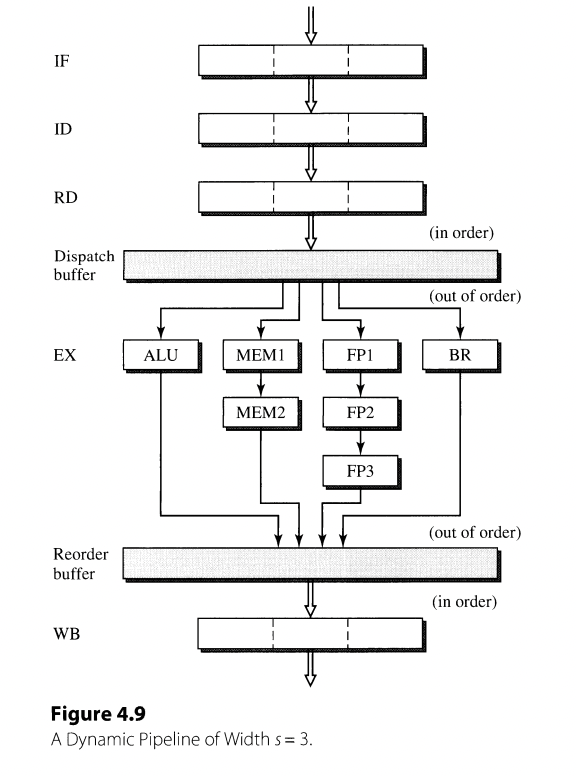 IF
ID
RD
(in order)
Dispatch
buffer
(out of order)
EX
ALU
MEM1
FP1
BR
MEM2
FP2
FP3
(out of order)
Reorder
buffer
(in order)
WB
Figure 4.9
A Dynamic Pipeline of Width s = 3.